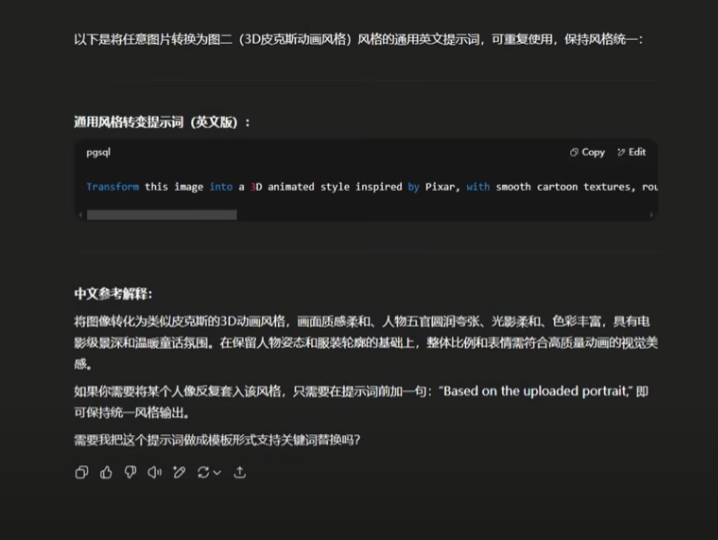 以下是将任意图片转换为图二（3D皮克斯动画风格）风格的通用英文提示词，可重复使用，保持风格统一：
通用风格转变提示词（英文版）：
pgsql
Copy
Edit
Transform this image into a 3D animated style inspired by Pixar, with smooth cartoon textures, rou
中文参考解释：
将图像转化为类似皮克斯的3D动画风格，画面质感柔和、人物五官圆润夸张、光影柔和、色彩丰富，具有电
影级景深和温暖童话氛围。在保留人物姿态和服装轮廓的基础上，整体比例和表情需符合高质量动画的视觉美
感。
如果你需要将某个人像反复套入该风格，只需要在提示词前加一句：“Based on the uploaded portrait,” 即
可保持统一风格输出。
需要我把这个提示词做成模板形式支持关键词替换吗？